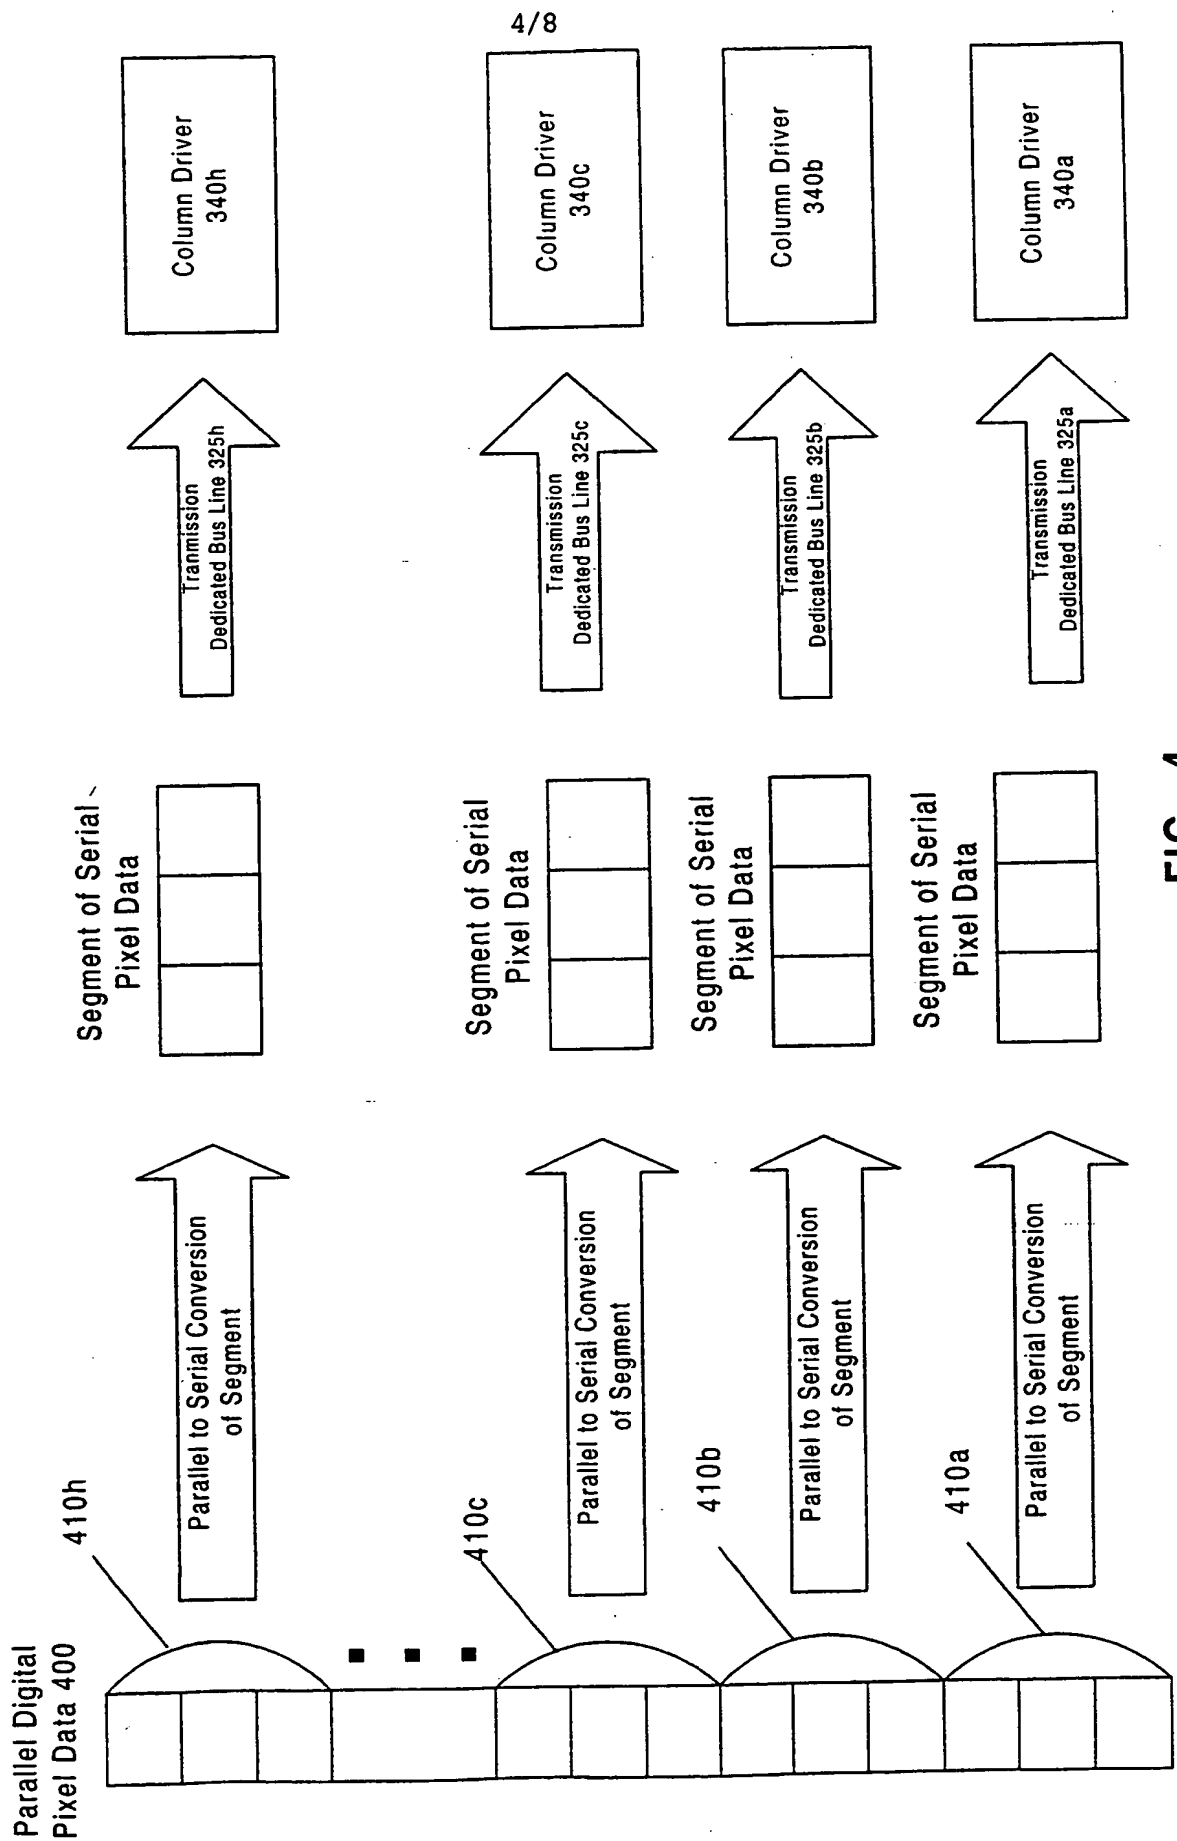 4/8
Parallel Digital
Pixel Data 400
410h
Parallel to Serial Conversion
of Segment
Segment of Serial
Pixel Data
Tranmission
Dedicated Bus Line 325h
Column Driver
340h
410c
Parallel to Serial Conversion
of Segment
Segment of Serial
Pixel Data
Transmission
Dedicated Bus Line 325c
Column Driver
340c
410b
Parallel to Serial Conversion
of Segment
Segment of Serial
Pixel Data
Transmission
Dedicated Bus Line 325b
Column Driver
340b
410a
Parallel to Serial Conversion
of Segment
Segment of Serial
Pixel Data
Transmission
Dedicated Bus Line 325a
Column Driver
340a